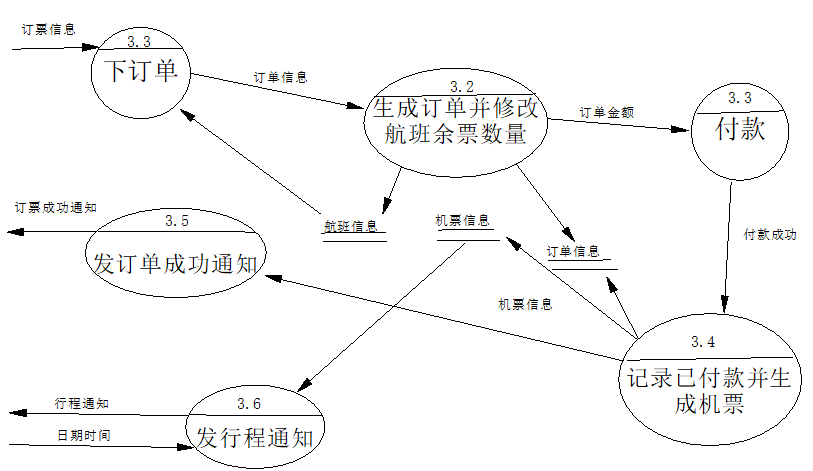 订票信息
3.3
下订单
订单信息
3.2
生成订单并修改
航班余票数量
订单金额
3.3
付款
订票成功通知
3.5
发订单成功通知
航班信息
机票信息
订单信息
付款成功
机票信息
3.4
记录已付款并生
成机票
行程通知
3.6
日期时间
发行程通知